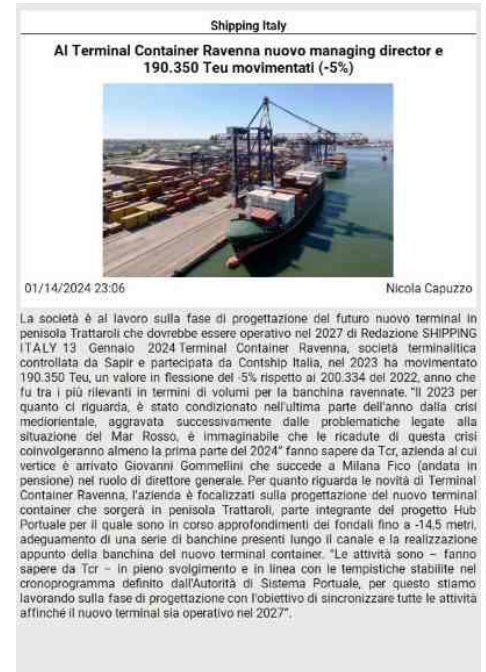 Shipping Italy
Al Terminal Container Ravenna nuovo managing director e
190.350 Teu movimentati (-5%)
01/14/2024 23:06
Nicola Capuzzo
La società è al lavoro sulla fase di progettazione del futuro nuovo terminal in
penisola Trattaroli che dovrebbe essere operativo nel 2027 di Redazione SHIPPING
ITALY 13 Gennaio 2024 Terminal Container Ravenna, società terminalitica
controllata da Sapir e partecipata da Contship Italia, nel 2023 ha movimentato
190.350 Teu, un valore in flessione del -5% rispetto ai 200.334 del 2022, anno che
fu tra i più rilevanti in termini di volumi per la banchina ravennate. "Il 2023 per
quanto ci riguarda, è stato condizionato nell'ultima parte dell'anno dalla crisi
mediorientale, aggravata successivamente dalle problematiche legate alla
situazione del Mar Rosso, è immaginabile che le ricadute di questa crisi
coinvolgeranno almeno la prima parte del 2024" fanno sapere da Tcr, azienda al cui
vertice è arrivato Giovanni Gommellini che succede a Milana Fico (andata in
pensione) nel ruolo di direttore generale. Per quanto riguarda le novità di Terminal
Container Ravenna, l'azienda è focalizzati sulla progettazione del nuovo terminal
container che sorgerà in penisola Trattaroli, parte integrante del progetto Hub
Portuale per il quale sono in corso approfondimenti dei fondali fino a -14,5 metri,
adeguamento di una serie di banchine presenti lungo il canale e la realizzazione
appunto della banchina del nuovo terminal container. "Le attività sono – fanno
sapere da Tcr – in pieno svolgimento e in linea con le tempistiche stabilite nel
cronoprogramma definito dall'Autorità di Sistema Portuale, per questo stiamo
lavorando sulla fase di progettazione con l'obiettivo di sincronizzare tutte le attività
affinché il nuovo terminal sia operativo nel 2027".